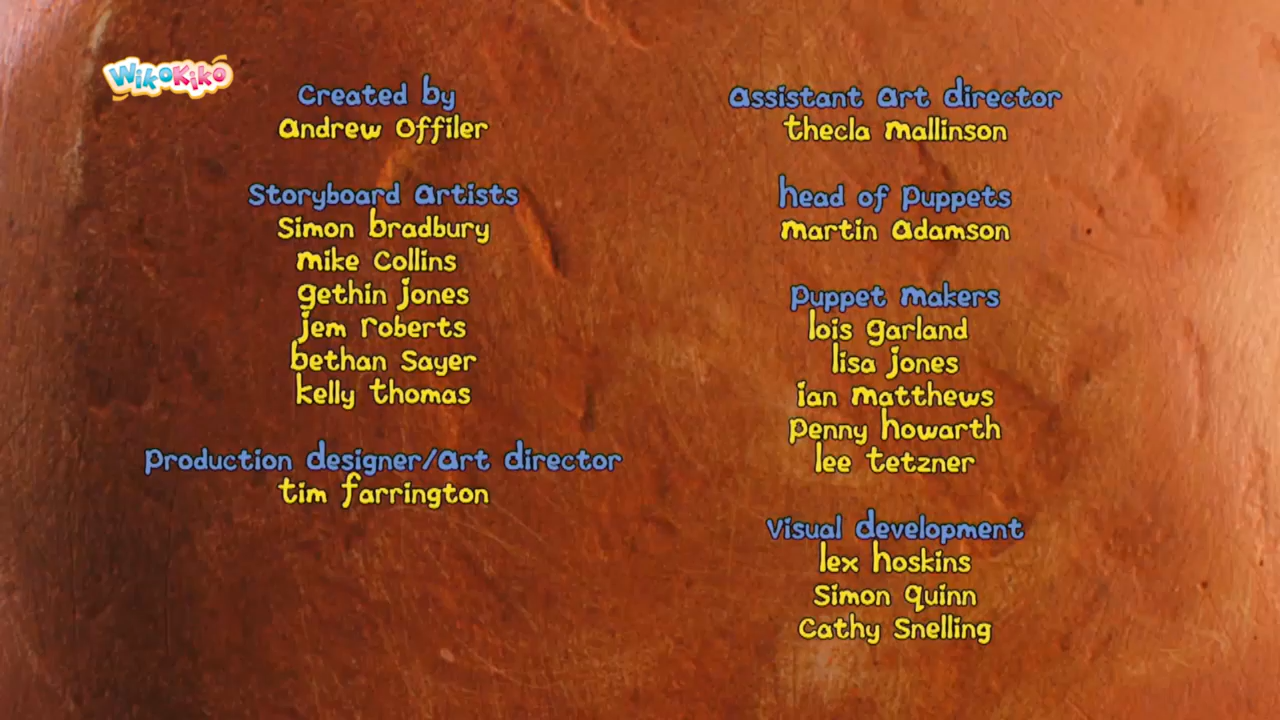 WikoKiko
Created by
andrew Offiler
Storyboard artists
Simon bradbury
mike Collins
gethin jones
jem roberts
bethan Sayer
kelly thomas
production designer/art director
tim farrington
assistant art director
thecla mallinson
head of puppets
martin adamson
puppet makers
lois garland
lisa jones
ian matthews
penny howarth
lee tetzner
Visual development
lex hoskins
Simon quinn
Cathy Snelling